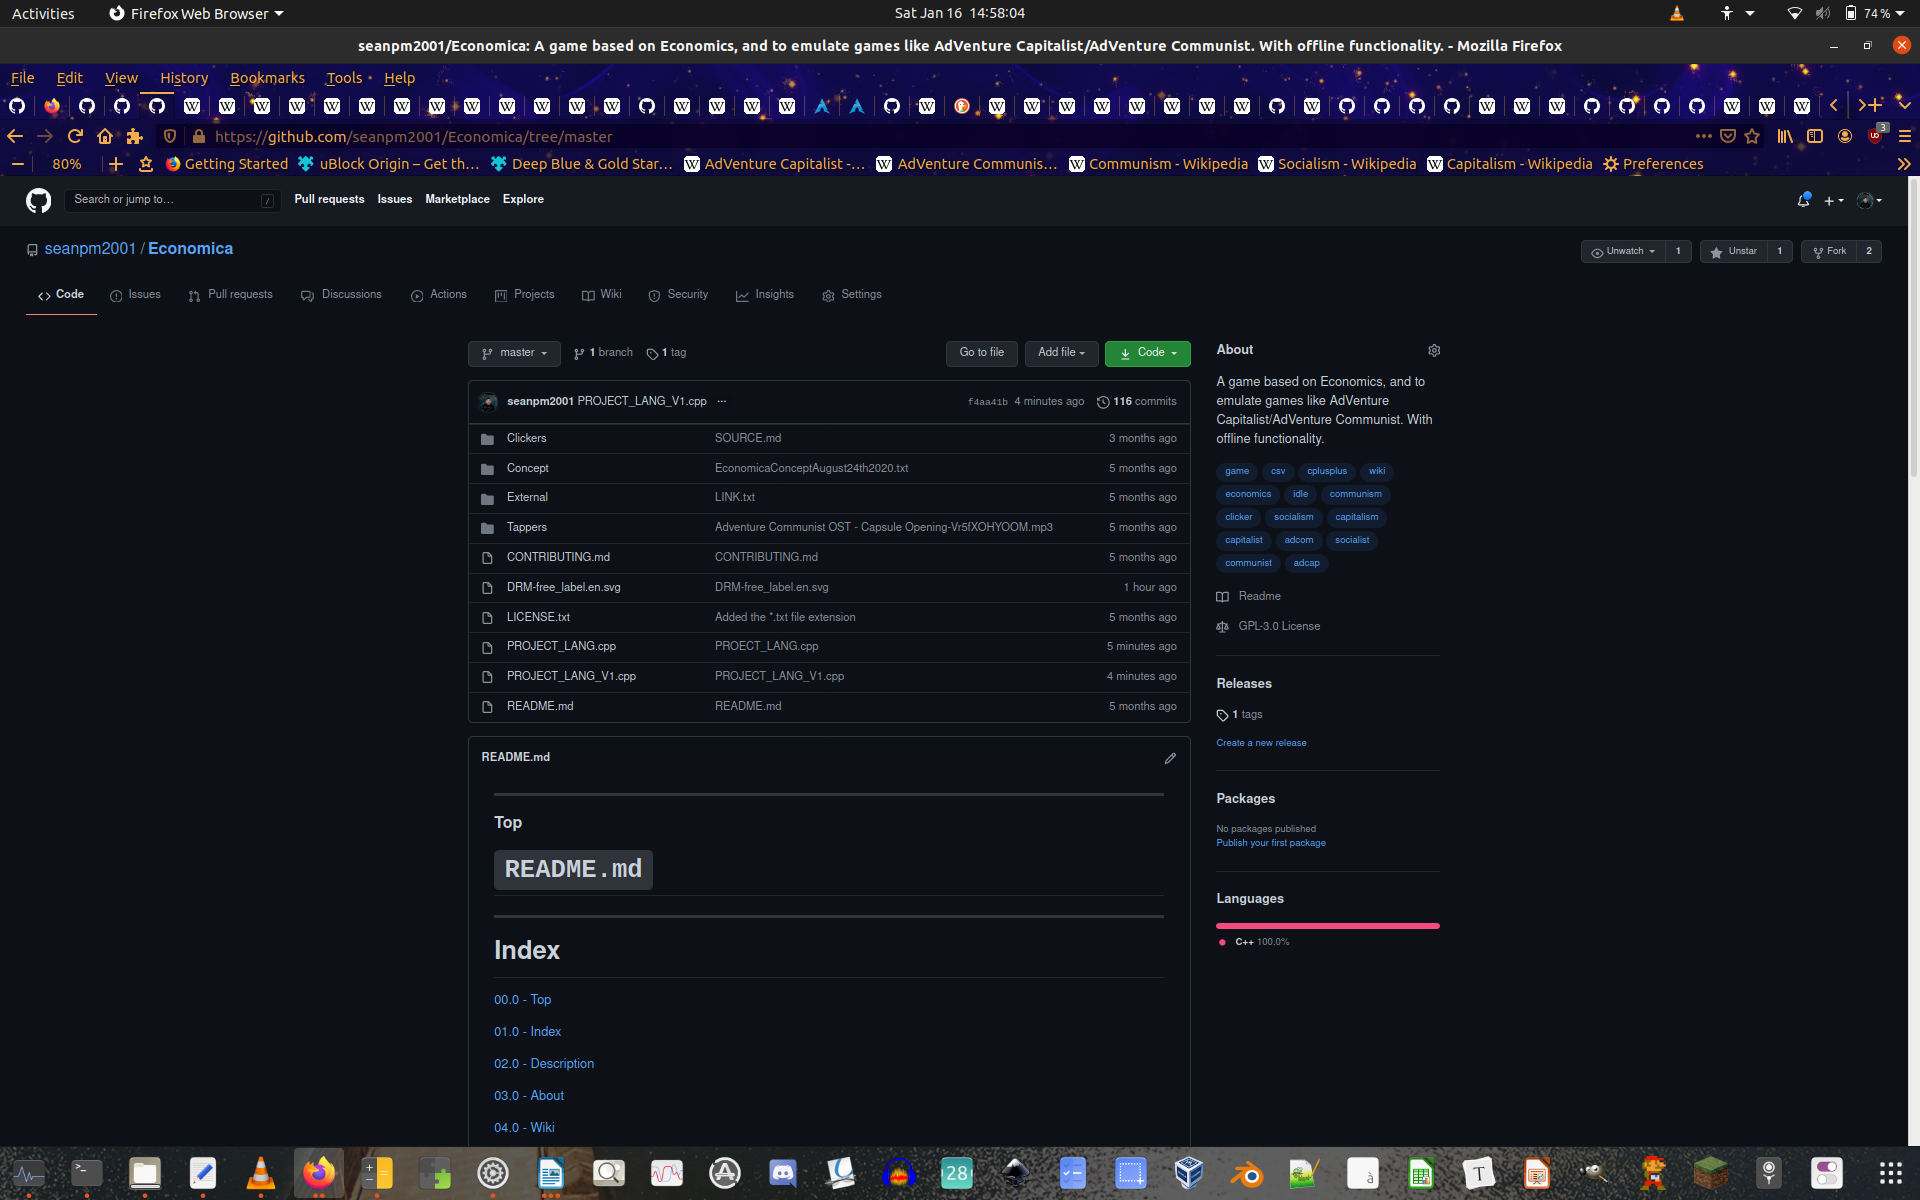 Activities Firefox Web Browser Sat Jan 16 14:58:04 74 %
seanpm2001/Economica: A game based on Economics, and to emulate games like AdVenture Capitalist/AdVenture Communist. With offline functionality. - Mozilla Firefox
File Edit View History Bookmarks Tools Help
https://github.com/seanpm2001/Economica/tree/master 3
80% Getting Started uBlock Origin – Get th… Deep Blue & Gold Star… AdVenture Capitalist -… AdVenture Communis… Communism - Wikipedia Socialism - Wikipedia Capitalism - Wikipedia Preferences
Search or jump to… / Pull requests Issues Marketplace Explore
seanpm2001 / Economica Unwatch 1 Unstar 1 Fork 2
Code Issues Pull requests Discussions Actions Projects Wiki Security Insights Settings
master 1 branch 1 tag Go to file Add file Code
seanpm2001 PROJECT_LANG_V1.cpp ... f4aa41b 4 minutes ago 116 commits
Clickers SOURCE.md 3 months ago
Concept EconomicaConceptAugust24th2020.txt 5 months ago
External LINK.txt 5 months ago
Tappers Adventure Communist OST - Capsule Opening-Vr5fXOHYOOM.mp3 5 months ago
CONTRIBUTING.md CONTRIBUTING.md 5 months ago
DRM-free_label.en.svg DRM-free_label.en.svg 1 hour ago
LICENSE.txt Added the *.txt file extension 5 months ago
PROJECT_LANG.cpp PROECT_LANG.cpp 5 minutes ago
PROJECT_LANG_V1.cpp PROJECT_LANG_V1.cpp 4 minutes ago
README.md README.md 5 months ago
README.md
Top
README.md
Index
00.0 - Top
01.0 - Index
02.0 - Description
03.0 - About
04.0 - Wiki
About
A game based on Economics, and to
emulate games like AdVenture
Capitalist/AdVenture Communist. With
offline functionality.
game csv cplusplus wiki
economics idle communism
clicker socialism capitalism
capitalist adcom socialist
communist adcap
Readme
GPL-3.0 License
Releases
1 tags
Create a new release
Packages
No packages published
Publish your first package
Languages
C++ 100.0%
28